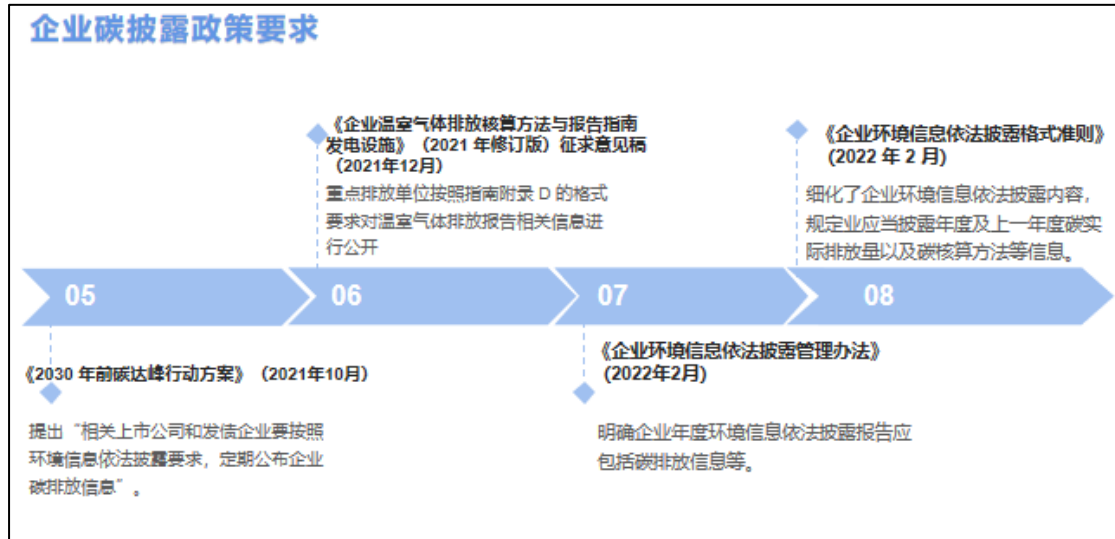 企业碳披露政策要求
《企业温室气体排放核算方法与报告指南
发电设施》（2021 年修订版）征求意见稿
（2021年12月）
重点排放单位按照指南附录 D 的格式
要求对温室气体排放报告相关信息进
行公开
《企业环境信息依法披露格式准则》
(2022 年 2 月)
细化了企业环境信息依法披露内容，
规定业应当披露年度及上一年度碳实
际排放量以及碳核算方法等信息。
05
06
07
08
《2030 年前碳达峰行动方案》（2021年10月）
提出“相关上市公司和发债企业要按照
环境信息依法披露要求，定期公布企业
碳排放信息”。
《企业环境信息依法披露管理办法》
(2022年2月)
明确企业年度环境信息依法披露报告应
包括碳排放信息等。